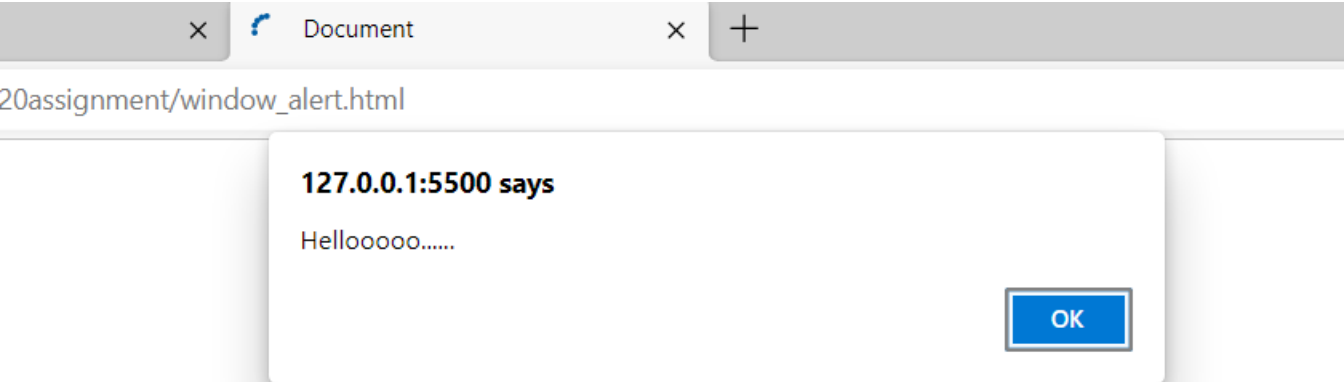 Document
20assignment/window_alert.html
127.0.0.1:5500 says
Hellooooo......
OK